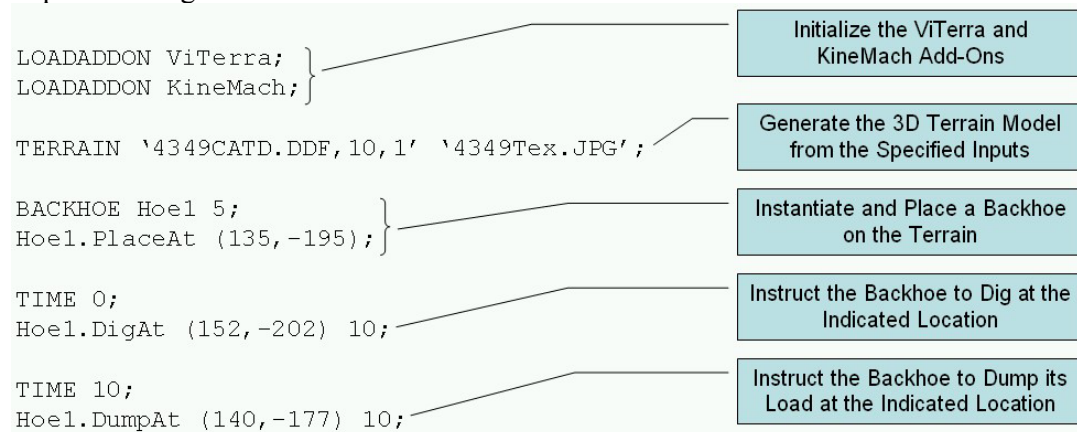 LOADADDON ViTerra;
LOADADDON KineMach;
Initialize the ViTerra and
KineMach Add-Ons
TERRAIN ‘4349CATD.DDF,10,1’ ‘4349Tex.JPG’;
Generate the 3D Terrain Model
from the Specified Inputs
BACKHOE Hoe1 5;
Hoe1.PlaceAt (135,-195);
Instantiate and Place a Backhoe
on the Terrain
TIME 0;
Hoe1.DigAt (152,-202) 10;
Instruct the Backhoe to Dig at the
Indicated Location
TIME 10;
Hoe1.DumpAt (140,-177) 10;
Instruct the Backhoe to Dump its
Load at the Indicated Location